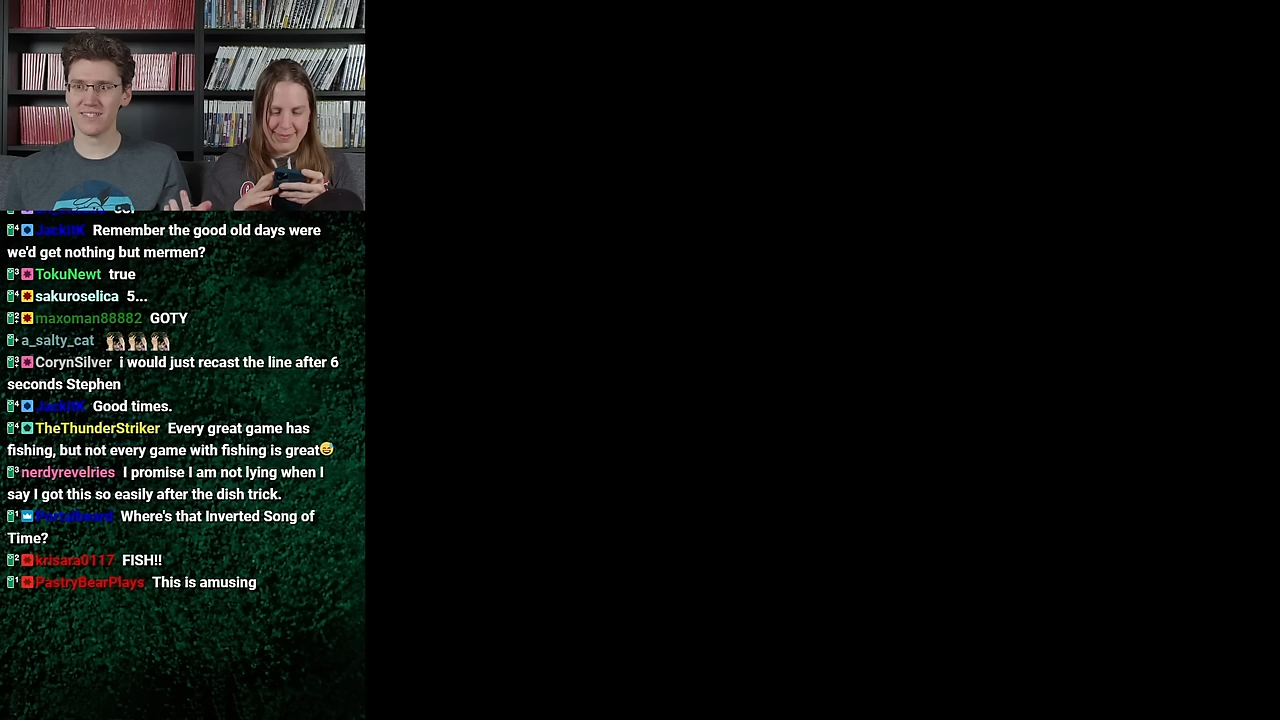 JackItK Remember the good old days were
we'd get nothing but mermen?
TokuNewt true
sakuroselica 5...
maxoman88882 GOTY
a_salty_cat
CorynSilver i would just recast the line after 6
seconds Stephen
JackItK Good times.
TheThunderStriker Every great game has
fishing, but not every game with fishing is great
nerdyrevelries I promise I am not lying when I
say I got this so easily after the dish trick.
Portalbeard Where's that Inverted Song of
Time?
krisara0117 FISH!!
PastryBearPlays This is amusing